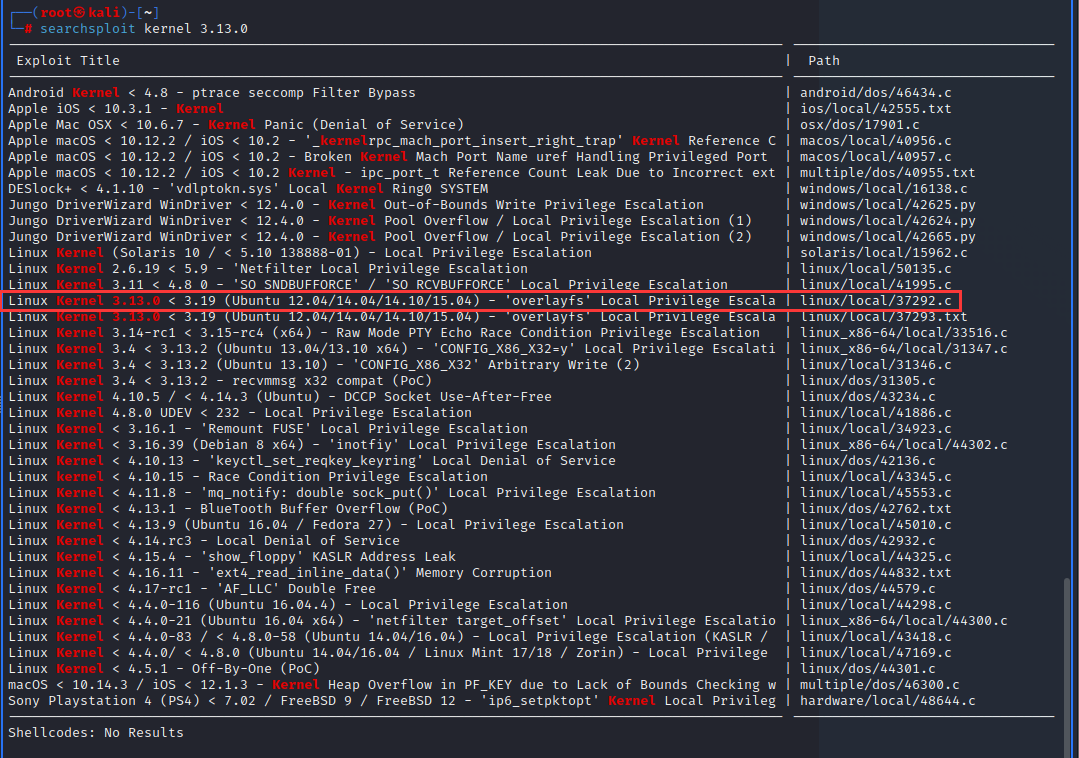 ┌──(root㉿kali)-[~]
└─# searchsploit kernel 3.13.0
Exploit Title | Path
Android Kernel < 4.8 - ptrace seccomp Filter Bypass | android/dos/46434.c
Apple iOS < 10.3.1 - Kernel | ios/local/42555.txt
Apple Mac OSX < 10.6.7 - Kernel Panic (Denial of Service) | osx/dos/17901.c
Apple macOS < 10.12.2 / iOS < 10.2 - '_kernelrpc_mach_port_insert_right_trap' Kernel Reference C | macos/local/40956.c
Apple macOS < 10.12.2 / iOS < 10.2 - Broken Kernel Mach Port Name uref Handling Privileged Port | macos/local/40957.c
Apple macOS < 10.12.2 / iOS < 10.2 Kernel - ipc_port_t Reference Count Leak Due to Incorrect ext | multiple/dos/40955.txt
DESlock+ < 4.1.10 - 'vdlptokn.sys' Local Kernel Ring0 SYSTEM | windows/local/16138.c
Jungo DriverWizard WinDriver < 12.4.0 - Kernel Out-of-Bounds Write Privilege Escalation | windows/local/42625.py
Jungo DriverWizard WinDriver < 12.4.0 - Kernel Pool Overflow / Local Privilege Escalation (1) | windows/local/42624.py
Jungo DriverWizard WinDriver < 12.4.0 - Kernel Pool Overflow / Local Privilege Escalation (2) | windows/local/42665.py
Linux Kernel (Solaris 10 / < 5.10 138888-01) - Local Privilege Escalation | solaris/local/15962.c
Linux Kernel 2.6.19 < 5.9 - 'Netfilter Local Privilege Escalation | linux/local/50135.c
Linux Kernel 3.11 < 4.8 0 - 'SO_SNDBUFFORCE' / 'SO_RCVBUFFORCE' Local Privilege Escalation | linux/local/41995.c
Linux Kernel 3.13.0 < 3.19 (Ubuntu 12.04/14.04/14.10/15.04) - 'overlayfs' Local Privilege Escala | linux/local/37292.c
Linux Kernel 3.13.0 < 3.19 (Ubuntu 12.04/14.04/14.10/15.04) - 'overlayfs' Local Privilege Escala | linux/local/37293.txt
Linux Kernel 3.14-rc1 < 3.15-rc4 (x64) - Raw Mode PTY Echo Race Condition Privilege Escalation | linux_x86-64/local/33516.c
Linux Kernel 3.4 < 3.13.2 (Ubuntu 13.04/13.10 x64) - 'CONFIG_X86_X32=y' Local Privilege Escalati | linux_x86-64/local/31347.c
Linux Kernel 3.4 < 3.13.2 (Ubuntu 13.10) - 'CONFIG_X86_X32' Arbitrary Write (2) | linux/local/31346.c
Linux Kernel 3.4 < 3.13.2 - recvmmsg x32 compat (PoC) | linux/dos/31305.c
Linux Kernel 4.10.5 / < 4.14.3 (Ubuntu) - DCCP Socket Use-After-Free | linux/dos/43234.c
Linux Kernel 4.8.0 UDEV < 232 - Local Privilege Escalation | linux/local/41886.c
Linux Kernel < 3.16.1 - 'Remount FUSE' Local Privilege Escalation | linux/local/34923.c
Linux Kernel < 3.16.39 (Debian 8 x64) - 'inotfiy' Local Privilege Escalation | linux_x86-64/local/44302.c
Linux Kernel < 4.10.13 - 'keyctl_set_reqkey_keyring' Local Denial of Service | linux/dos/42136.c
Linux kernel < 4.10.15 - Race Condition Privilege Escalation | linux/local/43345.c
Linux Kernel < 4.11.8 - 'mq_notify: double sock_put()' Local Privilege Escalation | linux/local/45553.c
Linux Kernel < 4.13.1 - BlueTooth Buffer Overflow (PoC) | linux/dos/42762.txt
Linux Kernel < 4.13.9 (Ubuntu 16.04 / Fedora 27) - Local Privilege Escalation | linux/local/45010.c
Linux Kernel < 4.14.rc3 - Local Denial of Service | linux/dos/42932.c
Linux Kernel < 4.15.4 - 'show_floppy' KASLR Address Leak | linux/local/44325.c
Linux Kernel < 4.16.11 - 'ext4_read_inline_data()' Memory Corruption | linux/dos/44832.txt
Linux Kernel < 4.17-rc1 - 'AF_LLC' Double Free | linux/dos/44579.c
Linux Kernel < 4.4.0-116 (Ubuntu 16.04.4) - Local Privilege Escalation | linux/local/44298.c
Linux Kernel < 4.4.0-21 (Ubuntu 16.04 x64) - 'netfilter target_offset' Local Privilege Escalatio | linux_x86-64/local/44300.c
Linux Kernel < 4.4.0-83 / < 4.8.0-58 (Ubuntu 14.04/16.04) - Local Privilege Escalation (KASLR / | linux/local/43418.c
Linux Kernel < 4.4.0/ < 4.8.0 (Ubuntu 14.04/16.04 / Linux Mint 17/18 / Zorin) - Local Privilege | linux/local/47169.c
Linux Kernel < 4.5.1 - Off-By-One (PoC) | linux/dos/44301.c
macOS < 10.14.3 / iOS < 12.1.3 - Kernel Heap Overflow in PF_KEY due to Lack of Bounds Checking w | multiple/dos/46300.c
Sony Playstation 4 (PS4) < 7.02 / FreeBSD 9 / FreeBSD 12 - 'ip6_setpktopt' Kernel Local Privileg | hardware/local/48644.c
Shellcodes: No Results